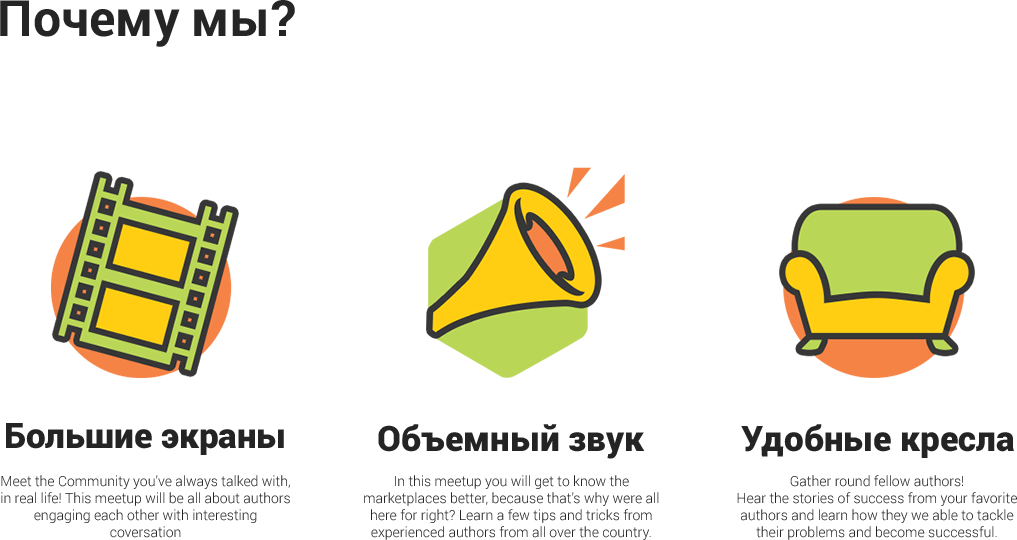 Почему мы?
Большие экраны
Meet the Community you've always talked with,
in real life! This meetup will be all about authors
engaging each other with interesting
coversation
Объемный звук
In this meetup you will get to know the
marketplaces better, because that's why were all
here for right? Learn a few tips and tricks from
experienced authors from all over the country.
Удобные кресла
Gather round fellow authors!
Hear the stories of success from your favorite
authors and learn how they we able to tackle
their problems and become successful.